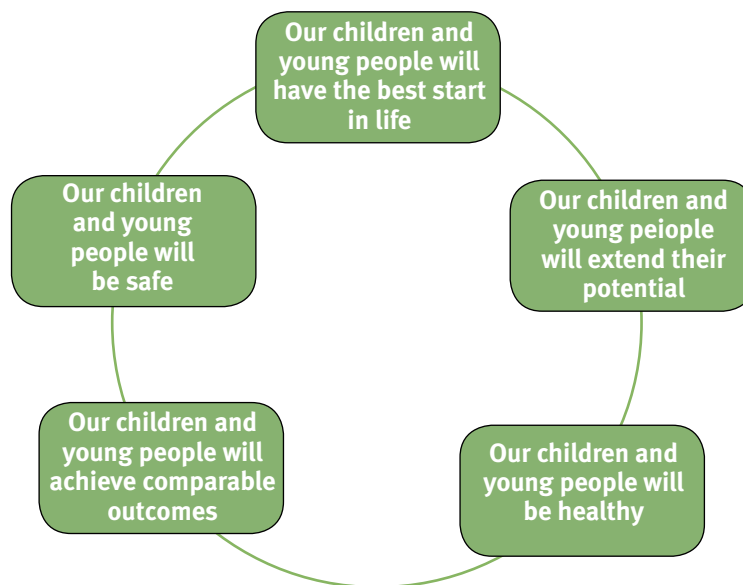 Our children and
young people will
have the best start
in life
Our children
and young
people will
be safe
Our children and
young peiople
will extend their
potential
Our children and
young people will
achieve comparable
outcomes
Our children and
young people will
be healthy